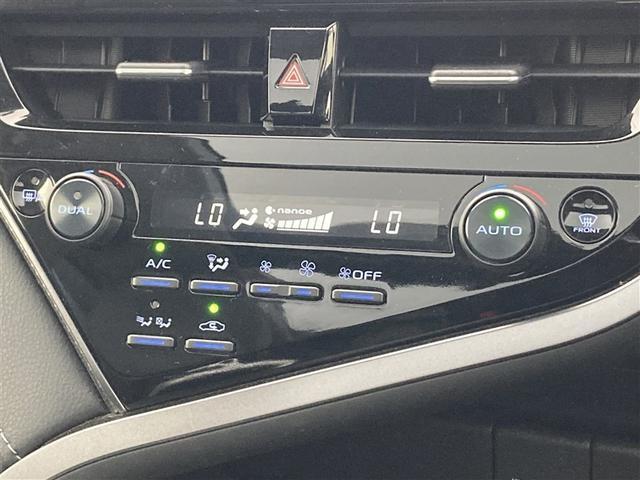 LO nanoe LO
DUAL
AUTO
FRONT
A/C
OFF